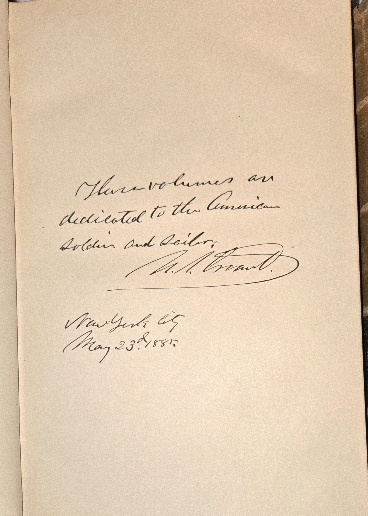 These volumes are
dedicated to the American
soldier and sailor.
U.S. Grant.
New York City
May 23d 1885